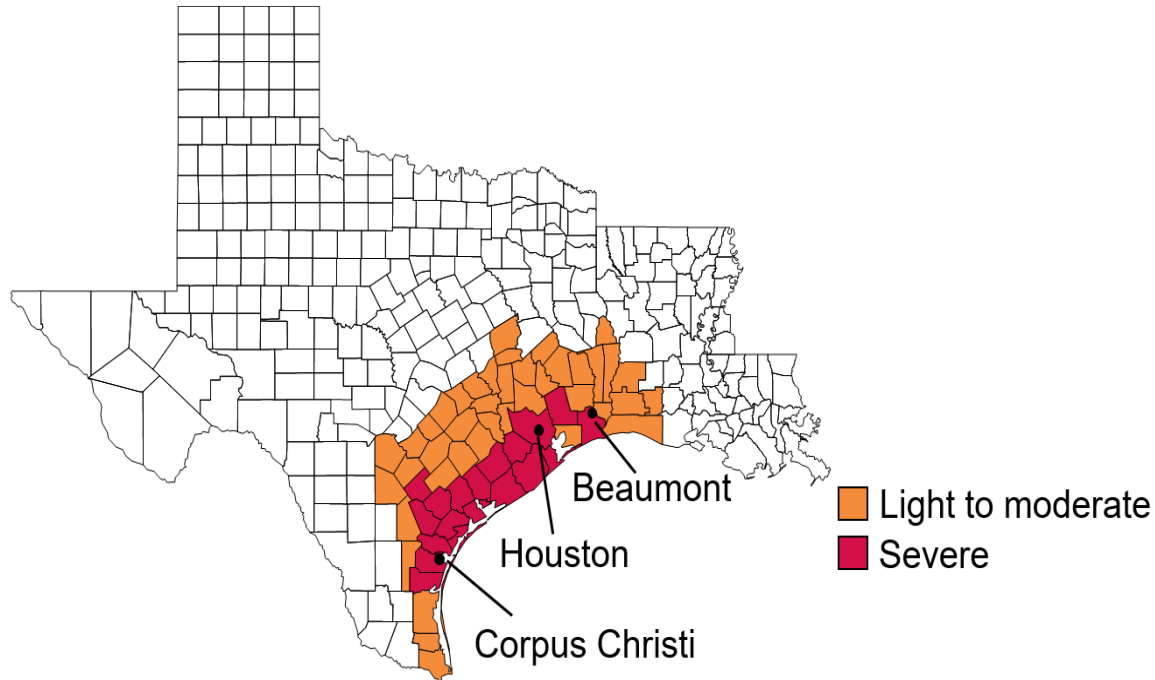 Beaumont
Light to moderate
Houston
Severe
Corpus Christi